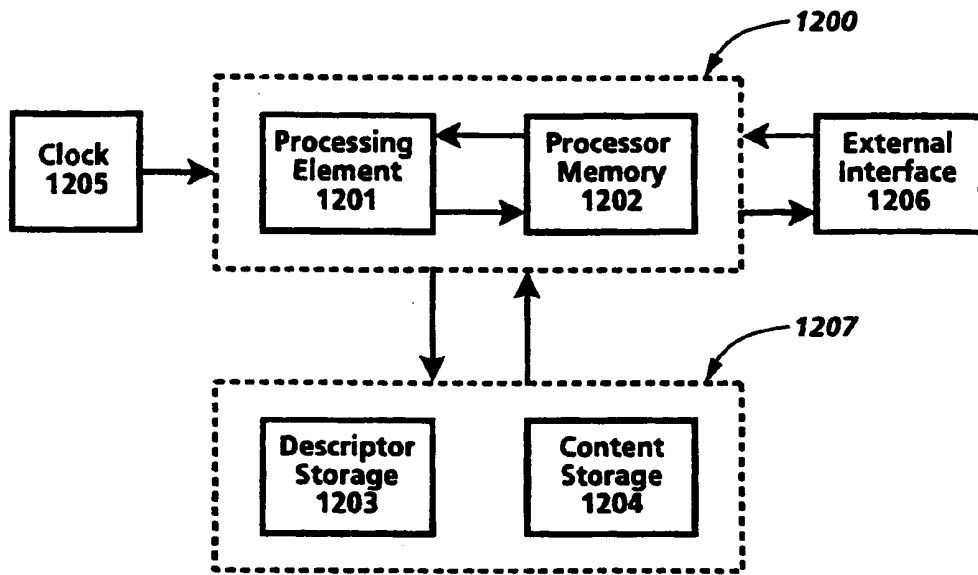 1200
Clock
1205
Processing
Element
1201
Processor
Memory
1202
External
interface
1206
1207
Descriptor
Storage
1203
Content
Storage
1204